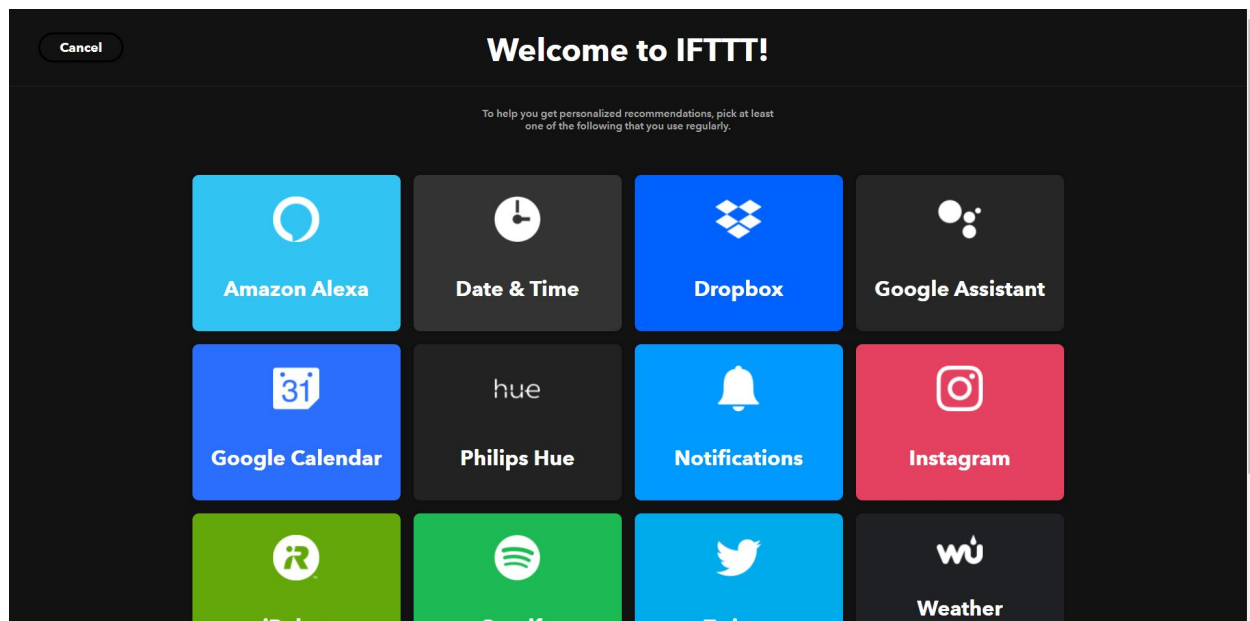 Cancel
Welcome to IFTTT!
To help you get personalized recommendations, pick at least
one of the following that you use regularly.
Amazon Alexa
Date & Time
Dropbox
Google Assistant
31
hue
Google Calendar
Philips Hue
Notifications
Instagram
iR
wu
Weather